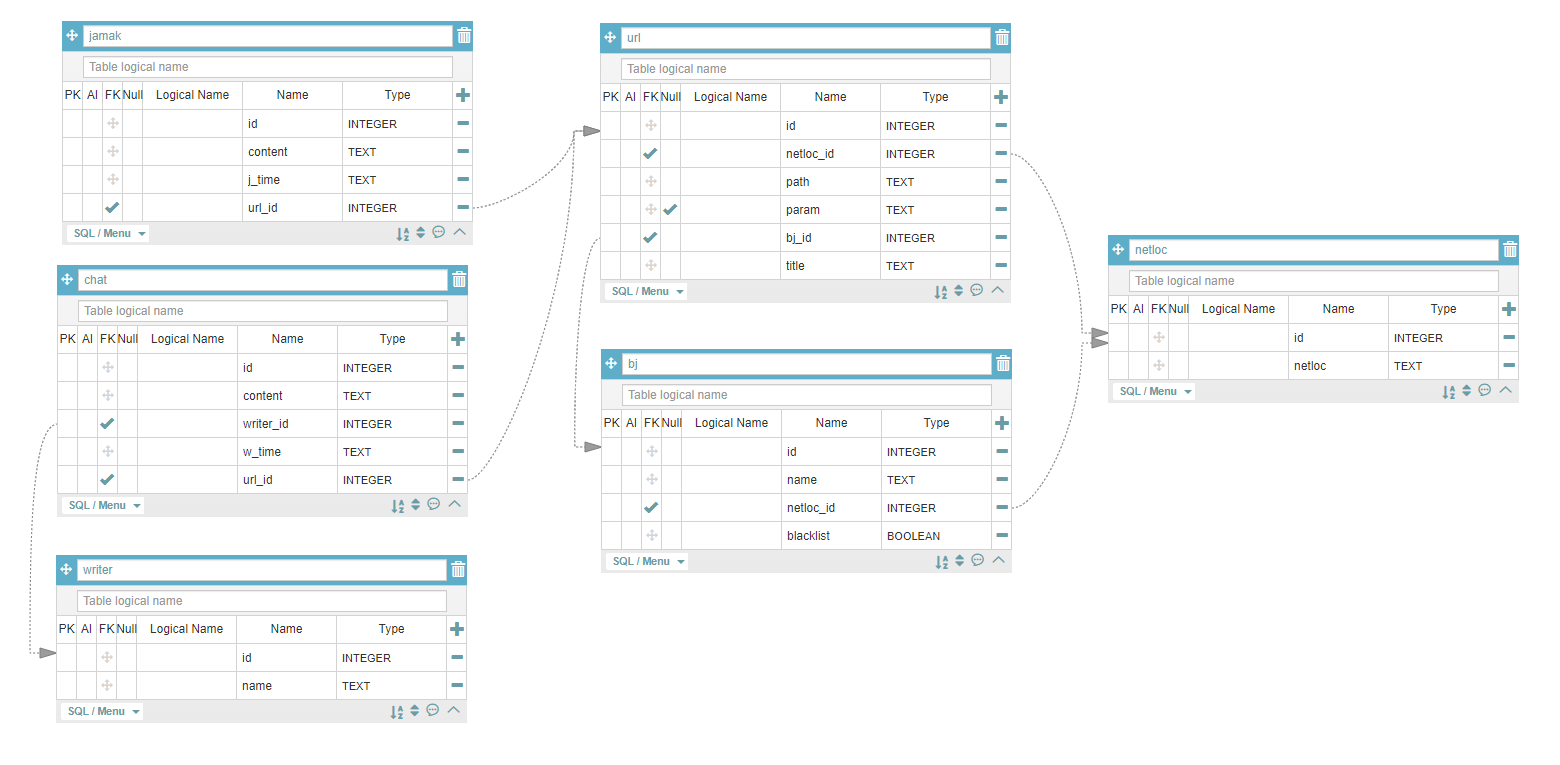 jamak
Table logical name
PK AI FK Null Logical Name Name Type
id INTEGER
content TEXT
j_time TEXT
url_id INTEGER
SQL / Menu
chat
Table logical name
PK AI FK Null Logical Name Name Type
id INTEGER
content TEXT
writer_id INTEGER
w_time TEXT
url_id INTEGER
SQL / Menu
writer
Table logical name
PK AI FK Null Logical Name Name Type
id INTEGER
name TEXT
SQL / Menu
url
Table logical name
PK AI FK Null Logical Name Name Type
id INTEGER
netloc_id INTEGER
path TEXT
param TEXT
bj_id INTEGER
title TEXT
SQL / Menu
bj
Table logical name
PK AI FK Null Logical Name Name Type
id INTEGER
name TEXT
netloc_id INTEGER
blacklist BOOLEAN
SQL / Menu
netloc
Table logical name
PK AI FK Null Logical Name Name Type
id INTEGER
netloc TEXT
SQL / Menu